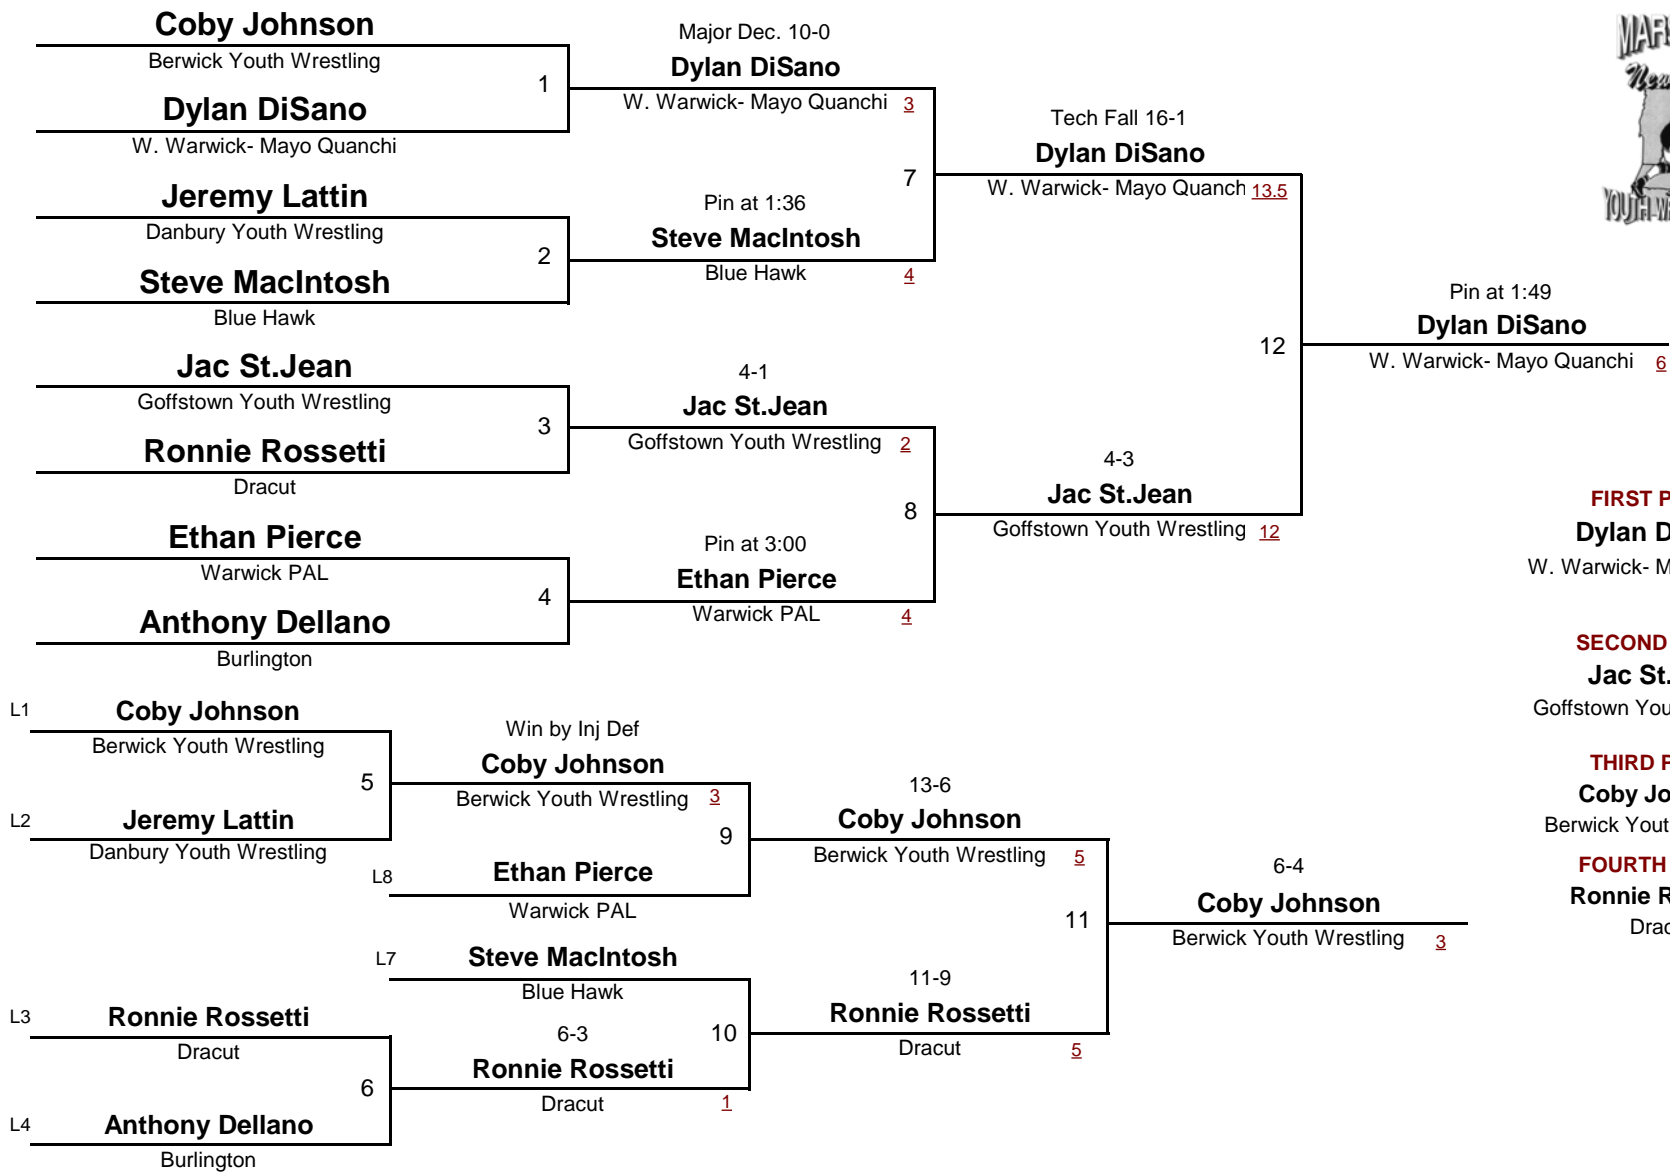 Coby Johnson
Berwick Youth Wrestling
1
Dylan DiSano
W. Warwick- Mayo Quanchi
Major Dec. 10-0
Dylan DiSano
W. Warwick- Mayo Quanchi 3
Jeremy Lattin
Danbury Youth Wrestling
2
Steve MacIntosh
Blue Hawk
Pin at 1:36
Steve MacIntosh
Blue Hawk 4
7
Tech Fall 16-1
Dylan DiSano
W. Warwick- Mayo Quanch 13.5
Jac St.Jean
Goffstown Youth Wrestling
3
Ronnie Rossetti
Dracut
4-1
Jac St.Jean
Goffstown Youth Wrestling 2
Ethan Pierce
Warwick PAL
4
Anthony Dellano
Burlington
Pin at 3:00
Ethan Pierce
Warwick PAL 4
8
4-3
Jac St.Jean
Goffstown Youth Wrestling 12
12
Pin at 1:49
Dylan DiSano
W. Warwick- Mayo Quanchi 6
L1 Coby Johnson
Berwick Youth Wrestling
5
L2 Jeremy Lattin
Danbury Youth Wrestling
Win by Inj Def
Coby Johnson
Berwick Youth Wrestling 3
9
L8 Ethan Pierce
Warwick PAL
13-6
Coby Johnson
Berwick Youth Wrestling 5
L7 Steve MacIntosh
Blue Hawk
L3 Ronnie Rossetti
Dracut
6
L4 Anthony Dellano
Burlington
6-3
Ronnie Rossetti
Dracut 1
10
11-9
Ronnie Rossetti
Dracut 5
11
6-4
Coby Johnson
Berwick Youth Wrestling 3
FIRST P
Dylan D
W. Warwick- M
SECOND
Jac St.
Goffstown You
THIRD P
Coby Jo
Berwick Yout
FOURTH
Ronnie R
Drac